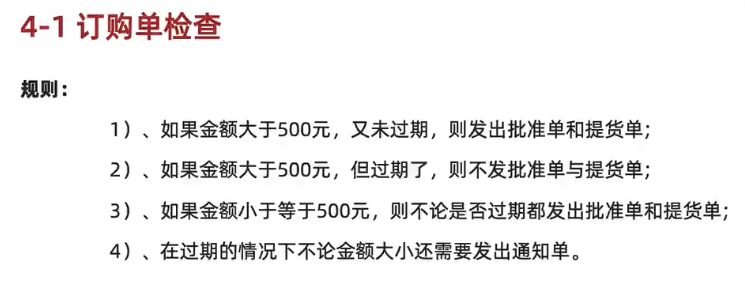 4-1 订购单检查
规则：
1）、如果金额大于500元，又未过期，则发出批准单和提货单；
2）、如果金额大于500元，但过期了，则不发批准单与提货单；
3）、如果金额小于等于500元，则不论是否过期都发出批准单和提货单；
4）、在过期的情况下不论金额大小还需要发出通知单。